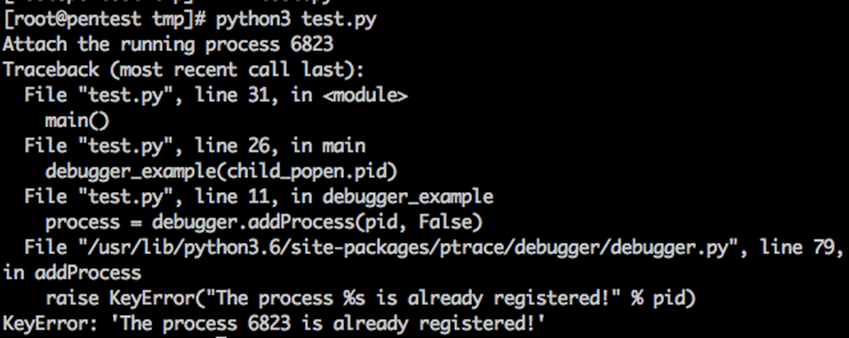 [root@pentest tmp]# python3 test.py
Attach the running process 6823
Traceback (most recent call last):
  File "test.py", line 31, in <module>
    main()
  File "test.py", line 26, in main
    debugger_example(child_popen.pid)
  File "test.py", line 11, in debugger_example
    process = debugger.addProcess(pid, False)
  File "/usr/lib/python3.6/site-packages/ptrace/debugger/debugger.py", line 79,
in addProcess
    raise KeyError("The process %s is already registered!" % pid)
KeyError: 'The process 6823 is already registered!'